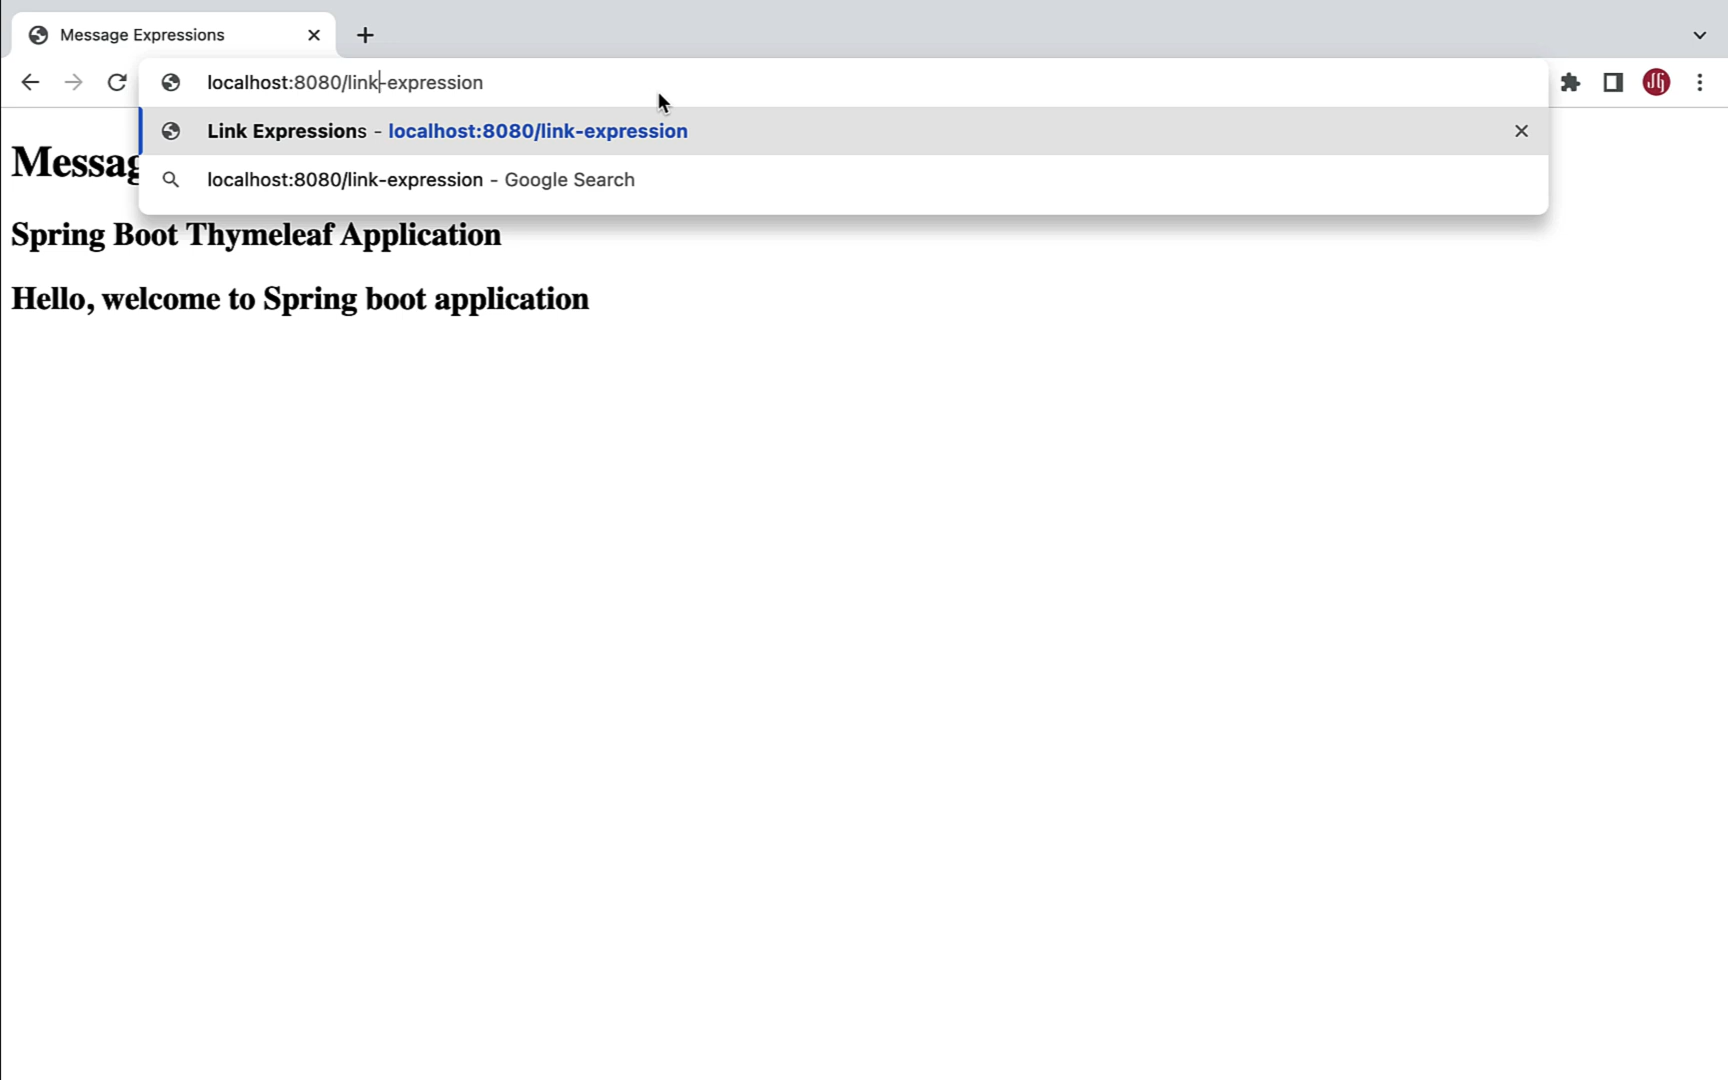 Message Expressions
localhost:8080/link-expression
Link Expressions - localhost:8080/link-expression
localhost:8080/link-expression - Google Search
Spring Boot Thymeleaf Application
Hello, welcome to Spring boot application